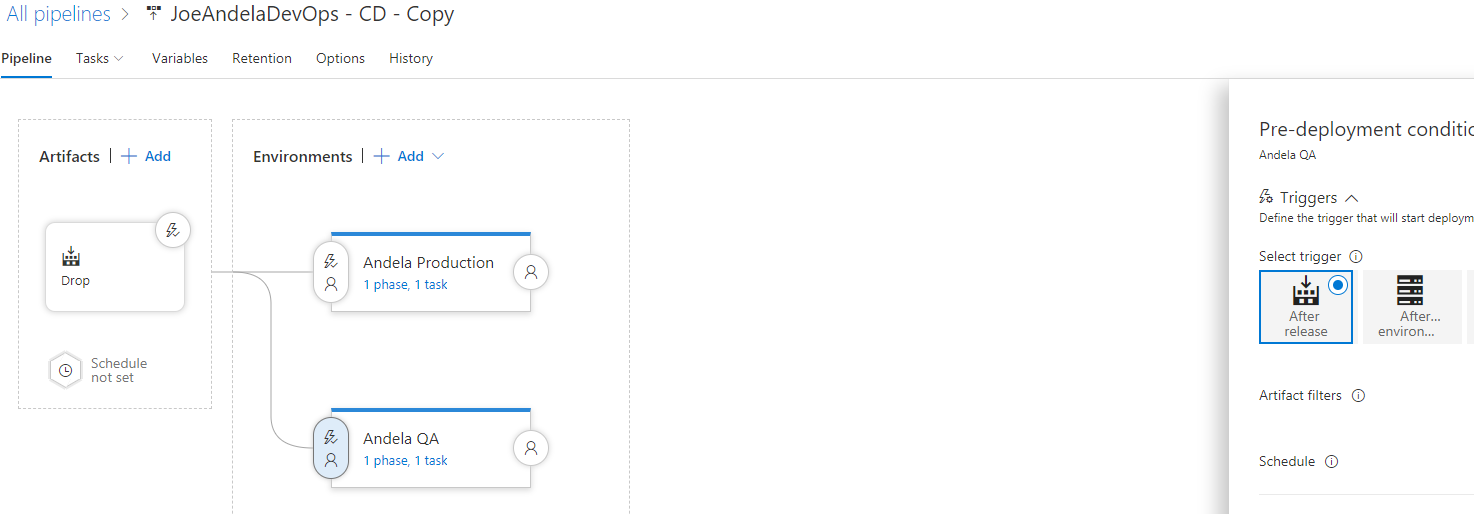 All pipelines > JoeAndelaDevOps - CD - Copy
Pipeline Tasks Variables Retention Options History
Artifacts | + Add
Drop
Schedule
not set
Environments | + Add
Andela Production
1 phase, 1 task
Andela QA
1 phase, 1 task
Pre-deployment conditio
Andela QA
Triggers
Define the trigger that will start deploym
Select trigger
After
release
After...
environ...
Artifact filters
Schedule